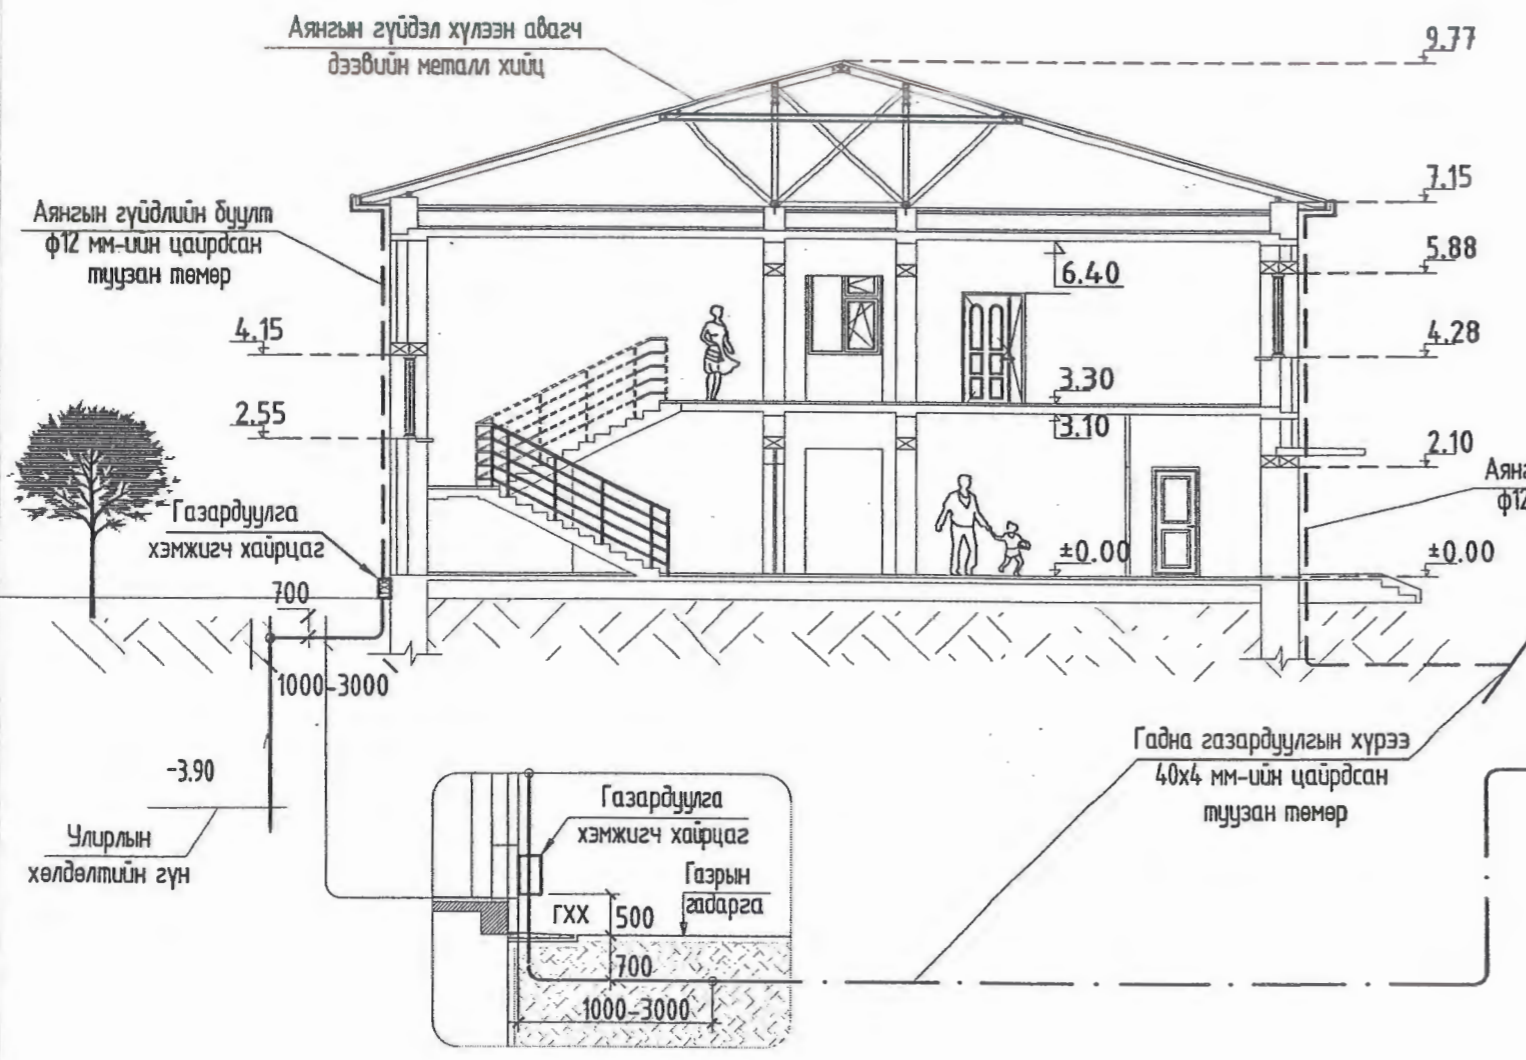 Аянгын гүйдэл хүлээн авагч
дээвийн металл хийц
9.77
7.15
Аянгын гүйдлийн буулт
ф12 мм-ийн цайрдсан
туузан төмөр
5.88
6.40
4.15
4.28
3.30
2.55
3.10
2.10
Аянг
ф12
Газардуулга
хэмжигч хайрцаг
±0.00
±0.00
700
1000-3000
Гадна газардуулгын хүрээ
40х4 мм-ийн цайрдсан
туузан төмөр
-3.90
Улирлын
хөлдөлтийн гүн
Газардуулга
хэмжигч хайрцаг
Газрын
гадарга
ГХХ
500
700
1000-3000